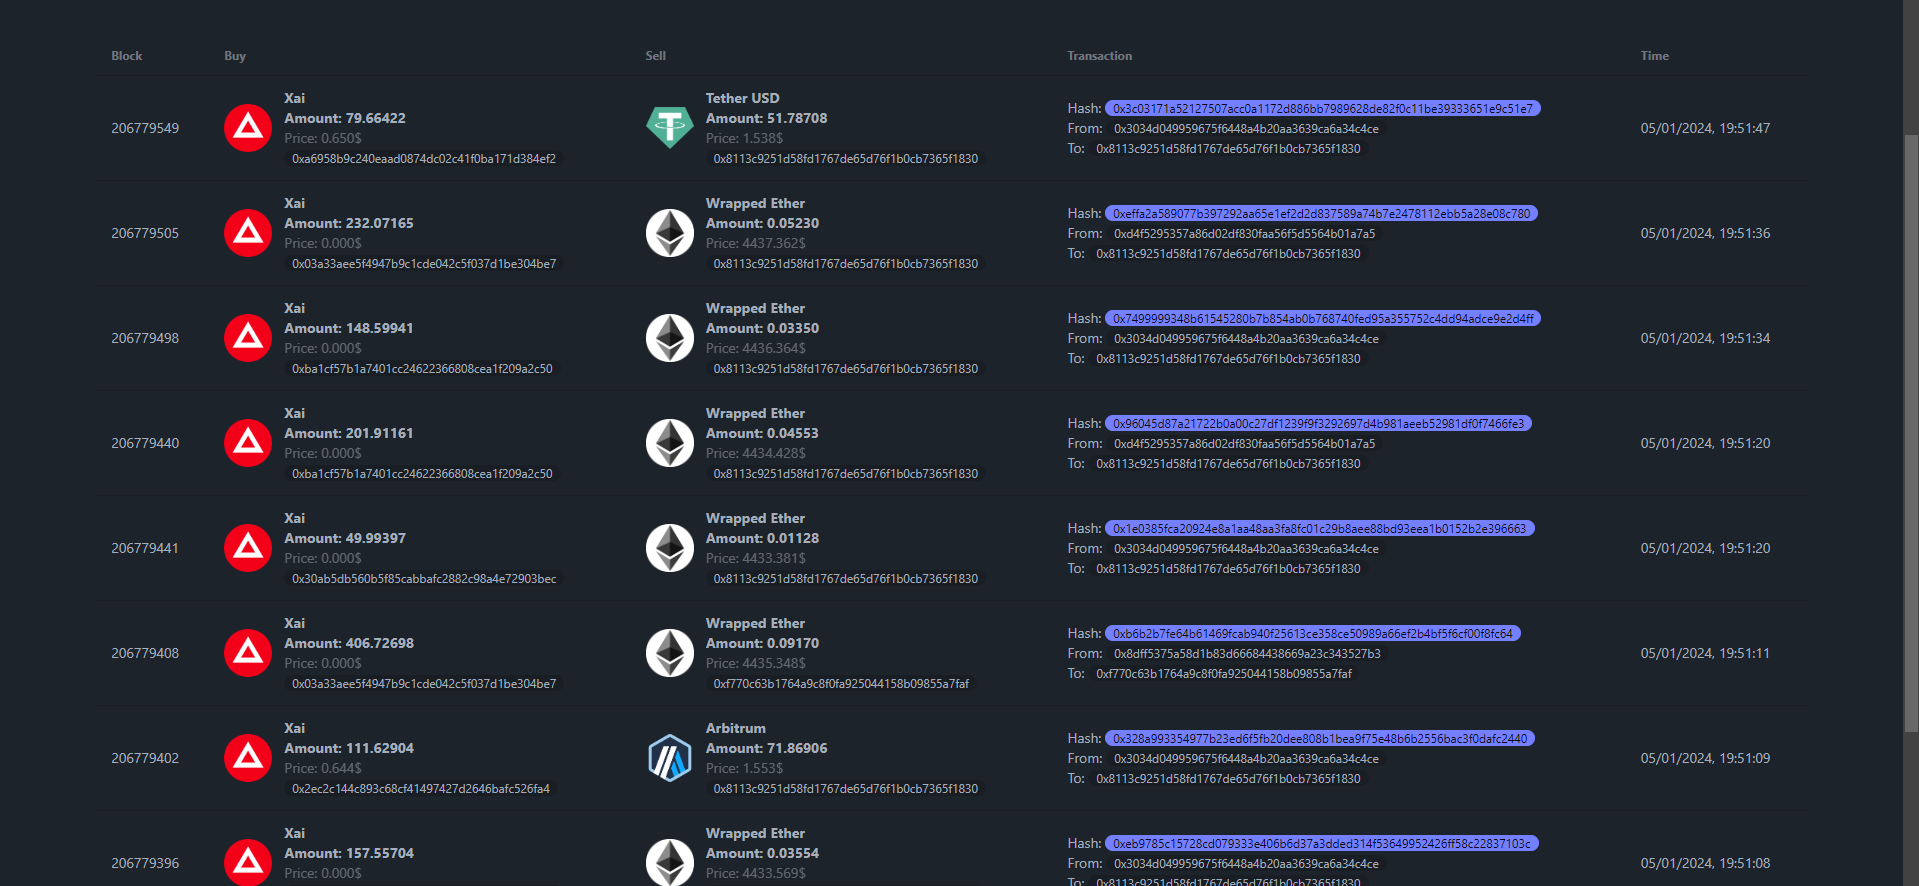 Block Buy Sell Transaction Time
206779549
Xai
Amount: 79.66422
Price: 0.650$
0xa6958b9c240eaad0874dc02c41f0ba171d384ef2
Tether USD
Amount: 51.78708
Price: 1.538$
0x8113c9251d58fd1767de65d76f1b0cb7365f1830
Hash: 0x3c03171a52127507acc0a1172d886bb7989628de82f0c11be39333651e9c51e7
From: 0x3034d049959675f6448a4b20aa3639ca6a34c4ce
To: 0x8113c9251d58fd1767de65d76f1b0cb7365f1830
05/01/2024, 19:51:47
206779505
Xai
Amount: 232.07165
Price: 0.000$
0x03a33aee5f4947b9c1cde042c5f037d1be304be7
Wrapped Ether
Amount: 0.05230
Price: 4437.362$
0x8113c9251d58fd1767de65d76f1b0cb7365f1830
Hash: 0xeffa2a589077b397292aa65e1ef2d2d837589a74b7e2478112ebb5a28e08c780
From: 0xd4f5295357a86d02df830faa56f5d5564b01a7a5
To: 0x8113c9251d58fd1767de65d76f1b0cb7365f1830
05/01/2024, 19:51:36
206779498
Xai
Amount: 148.59941
Price: 0.000$
0xba1cf57b1a7401cc24622366808cea1f209a2c50
Wrapped Ether
Amount: 0.03350
Price: 4436.364$
0x8113c9251d58fd1767de65d76f1b0cb7365f1830
Hash: 0x7499999348b61545280b7b854ab0b768740fed95a355752c4dd94adce9e2d4ff
From: 0x3034d049959675f6448a4b20aa3639ca6a34c4ce
To: 0x8113c9251d58fd1767de65d76f1b0cb7365f1830
05/01/2024, 19:51:34
206779440
Xai
Amount: 201.91161
Price: 0.000$
0xba1cf57b1a7401cc24622366808cea1f209a2c50
Wrapped Ether
Amount: 0.04553
Price: 4434.428$
0x8113c9251d58fd1767de65d76f1b0cb7365f1830
Hash: 0x96045d87a21722b0a00c27df1239f9f3292697d4b981aeeb52981df0f7466fe3
From: 0xd4f5295357a86d02df830faa56f5d5564b01a7a5
To: 0x8113c9251d58fd1767de65d76f1b0cb7365f1830
05/01/2024, 19:51:20
206779441
Xai
Amount: 49.99397
Price: 0.000$
0x30ab5db560b5f85cabbafc2882c98a4e72903bec
Wrapped Ether
Amount: 0.01128
Price: 4433.381$
0x8113c9251d58fd1767de65d76f1b0cb7365f1830
Hash: 0x1e0385fca20924e8a1aa48aa3fa8fc01c29b8aee88bd93eea1b0152b2e396663
From: 0x3034d049959675f6448a4b20aa3639ca6a34c4ce
To: 0x8113c9251d58fd1767de65d76f1b0cb7365f1830
05/01/2024, 19:51:20
206779408
Xai
Amount: 406.72698
Price: 0.000$
0x03a33aee5f4947b9c1cde042c5f037d1be304be7
Wrapped Ether
Amount: 0.09170
Price: 4435.348$
0xf770c63b1764a9c8f0fa925044158b09855a7faf
Hash: 0xb6b2b7fe64b61469fcab940f25613ce358ce50989a66ef2b4bf5f6cf00f8fc64
From: 0x8dff5375a58d1b83d66684438669a23c343527b3
To: 0xf770c63b1764a9c8f0fa925044158b09855a7faf
05/01/2024, 19:51:11
206779402
Xai
Amount: 111.62904
Price: 0.644$
0x2ec2c144c893c68cf41497427d2646bafc526fa4
Arbitrum
Amount: 71.86906
Price: 1.553$
0x8113c9251d58fd1767de65d76f1b0cb7365f1830
Hash: 0x328a993354977b23ed6f5fb20dee808b1bea9f75e48b6b2556bac3f0dafc2440
From: 0x3034d049959675f6448a4b20aa3639ca6a34c4ce
To: 0x8113c9251d58fd1767de65d76f1b0cb7365f1830
05/01/2024, 19:51:09
206779396
Xai
Amount: 157.55704
Price: 0.000$
Wrapped Ether
Amount: 0.03554
Price: 4433.569$
Hash: 0xeb9785c15728cd079333e406b6d37a3dded314f53649952426ff58c22837103c
From: 0x3034d049959675f6448a4b20aa3639ca6a34c4ce
To: 0x8113c9251d58fd1767de65d76f1b0cb7365f1830
05/01/2024, 19:51:08